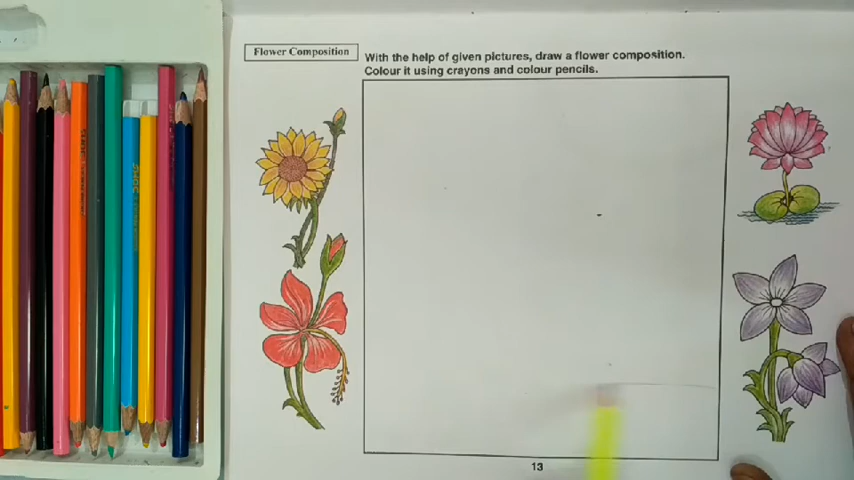 Flower Composition
With the help of given pictures, draw a flower composition.
Colour it using crayons and colour pencils.
13